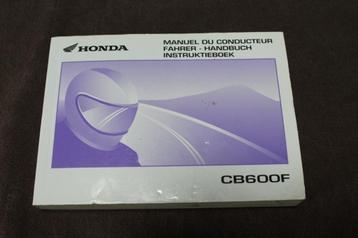 HONDA
MANUEL DU CONDUCTEUR
FAHRER - HANDBUCH
INSTRUKTIEBOEK
CB600F